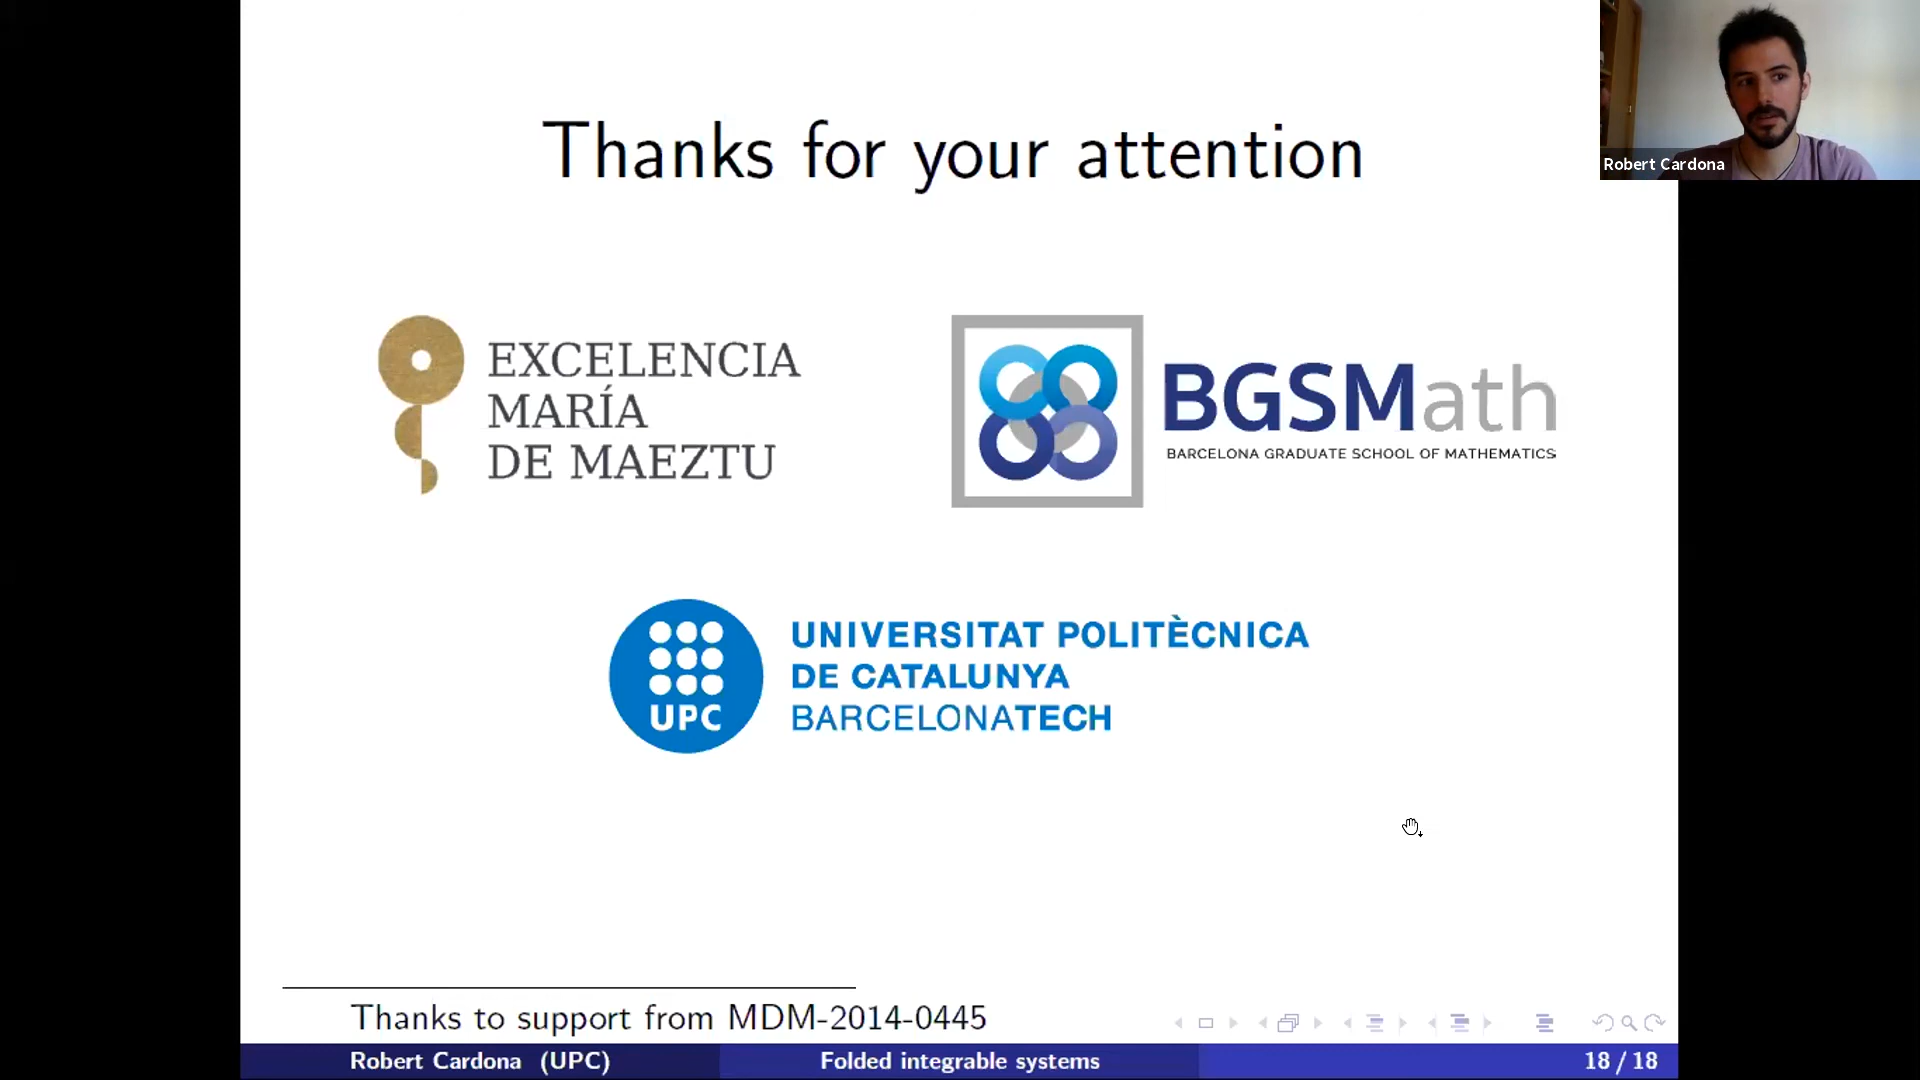 Thanks for your attention
Robert Cardona
EXCELENCIA
MARÍA
DE MAEZTU
BGSMath
BARCELONA GRADUATE SCHOOL OF MATHEMATICS
UPC
UNIVERSITAT POLITÈCNICA
DE CATALUNYA
BARCELONATECH
Thanks to support from MDM-2014-0445
Robert Cardona (UPC)
Folded integrable systems
18 / 18